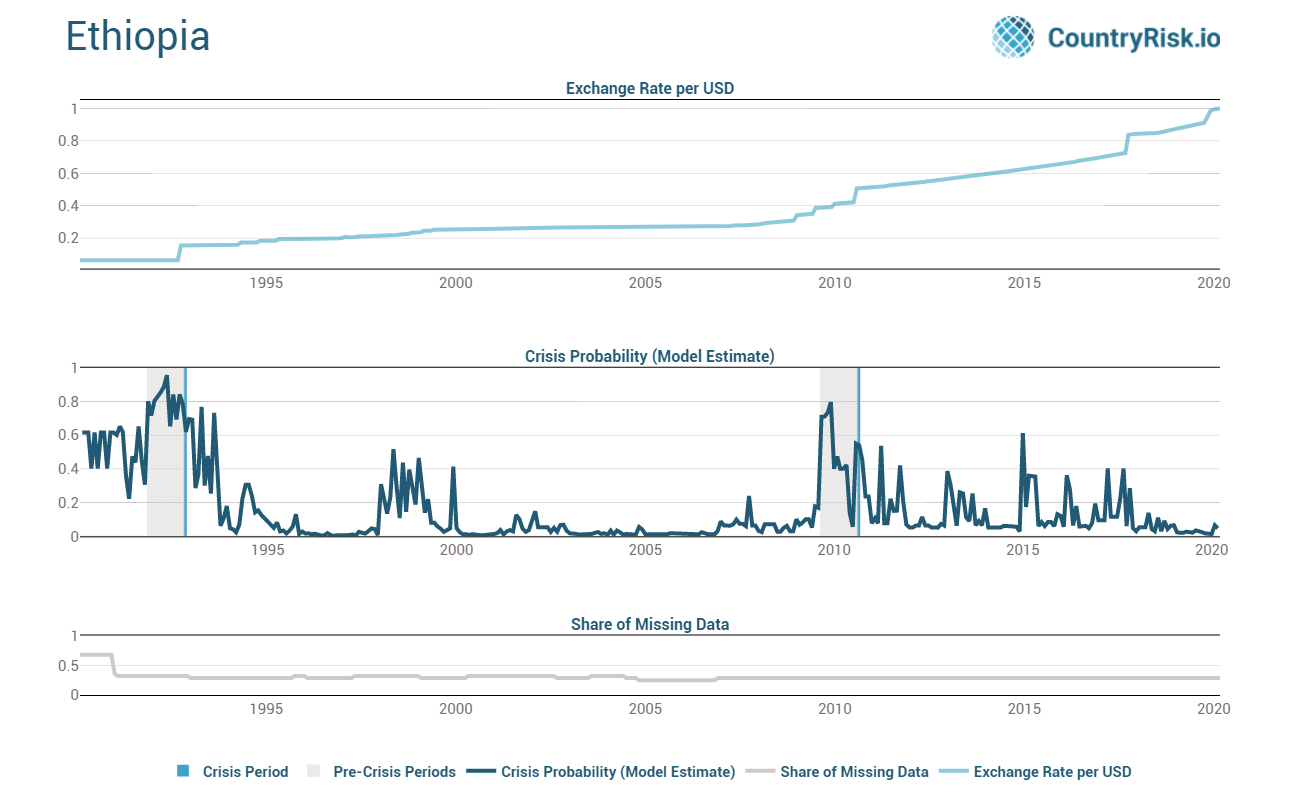 Ethiopia
CountryRisk.io
Exchange Rate per USD
1
0.8
0.6
0.4
0.2
1995 2000 2005 2010 2015 2020
Crisis Probability (Model Estimate)
1
0.8
0.6
0.4
0.2
0
1995 2000 2005 2010 2015 2020
Share of Missing Data
1
0.5
0
1995 2000 2005 2010 2015 2020
Crisis Period Pre-Crisis Periods Crisis Probability (Model Estimate) Share of Missing Data Exchange Rate per USD